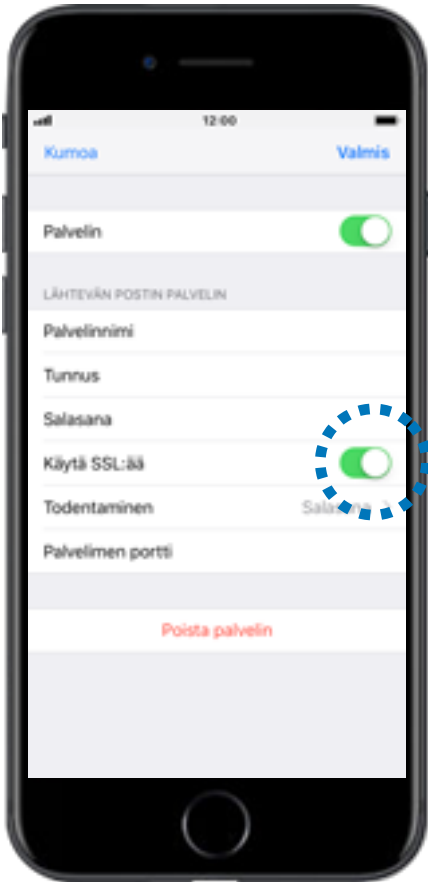 12:00
Kumoa Valmis
Palvelin
LÄHTEVÄN POSTIN PALVELIN
Palvelinnimi
Tunnus
Salasana
Käytä SSL:ää
Todentaminen Salasana >
Palvelimen portti
Poista palvelin